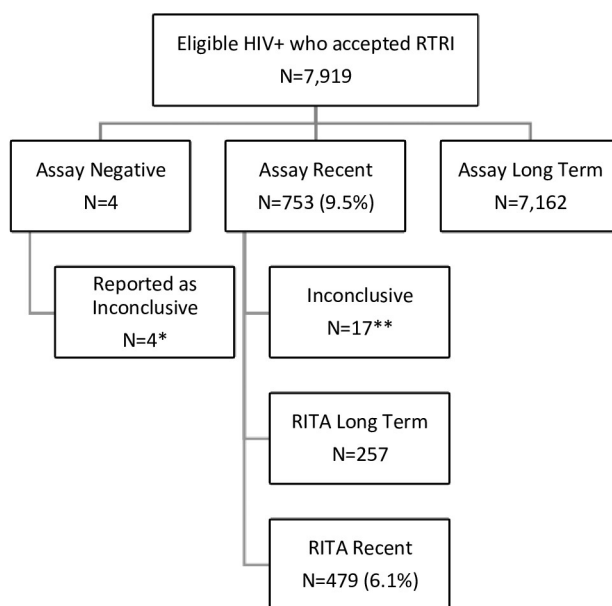 Eligible HIV+ who accepted RTRI
N=7,919
Assay Negative
N=4
Assay Recent
N=753 (9.5%)
Assay Long Term
N=7,162
Reported as
Inconclusive
N=4*
Inconclusive
N=17**
RITA Long Term
N=257
RITA Recent
N=479 (6.1%)